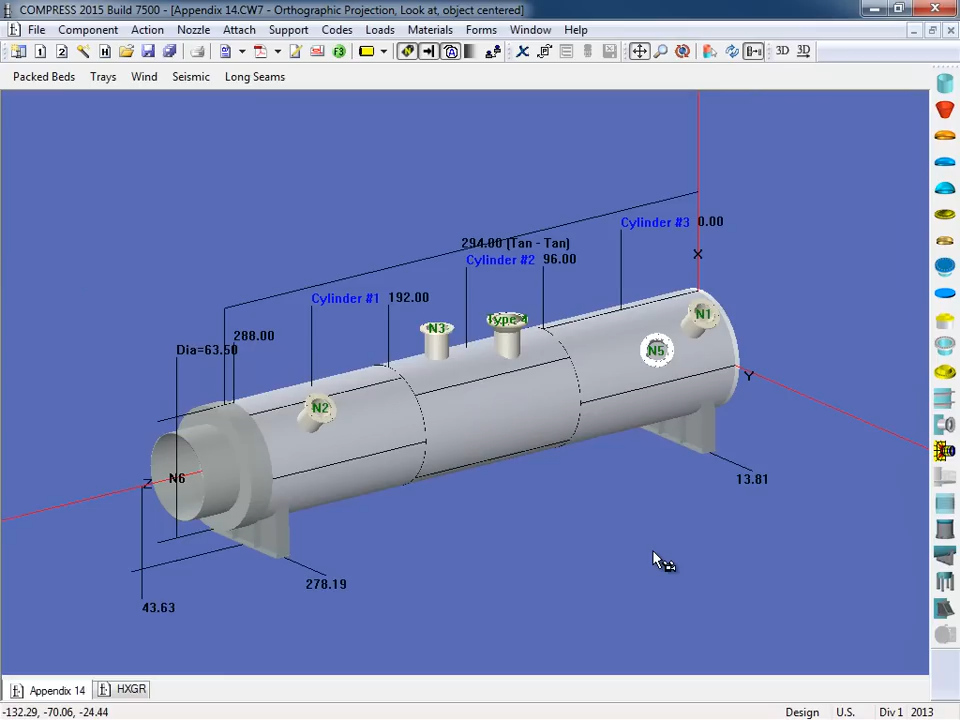 COMPRESS 2015 Build 7500 - [Appendix 14.CW7 - Orthographic Projection, Look at, object centered]
File Component Action Nozzle Attach Support Codes Loads Materials Forms Window Help
1 2 H F3 A 3D 3D
Packed Beds Trays Wind Seismic Long Seams
Cylinder #3 0.00
294.00 (Tan - Tan)
Cylinder #2 96.00
X
Cylinder #1 192.00
N1
Type 4
N3
288.00
Dia=63.50
N5
Y
N2
N6
Z
13.81
278.19
43.63
Appendix 14 HXGR
-132.29, -70.06, -24.44 Design U.S. Div 1 2013